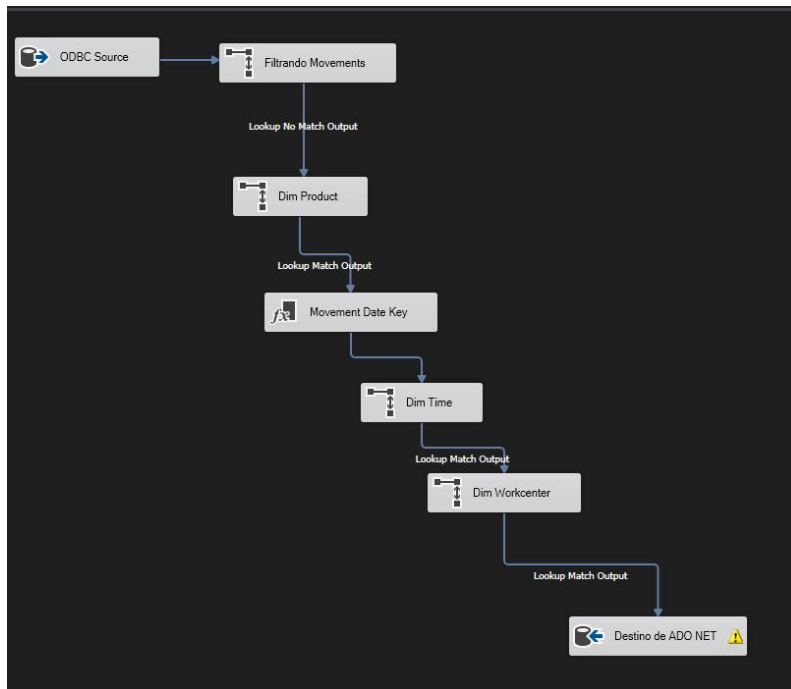 ODBC Source
Filtrando Movements
Lookup No Match Output
Dim Product
Lookup Match Output
fx
Movement Date Key
Dim Time
Lookup Match Output
Dim Workcenter
Lookup Match Output
Destino de ADO NET